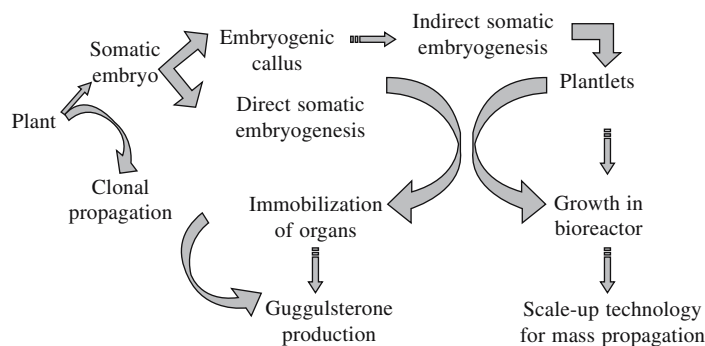 Plant
Somatic
embryo
Embryogenic
callus
Indirect somatic
embryogenesis
Direct somatic
embryogenesis
Plantlets
Clonal
propagation
Immobilization
of organs
Growth in
bioreactor
Guggulsterone
production
Scale-up technology
for mass propagation